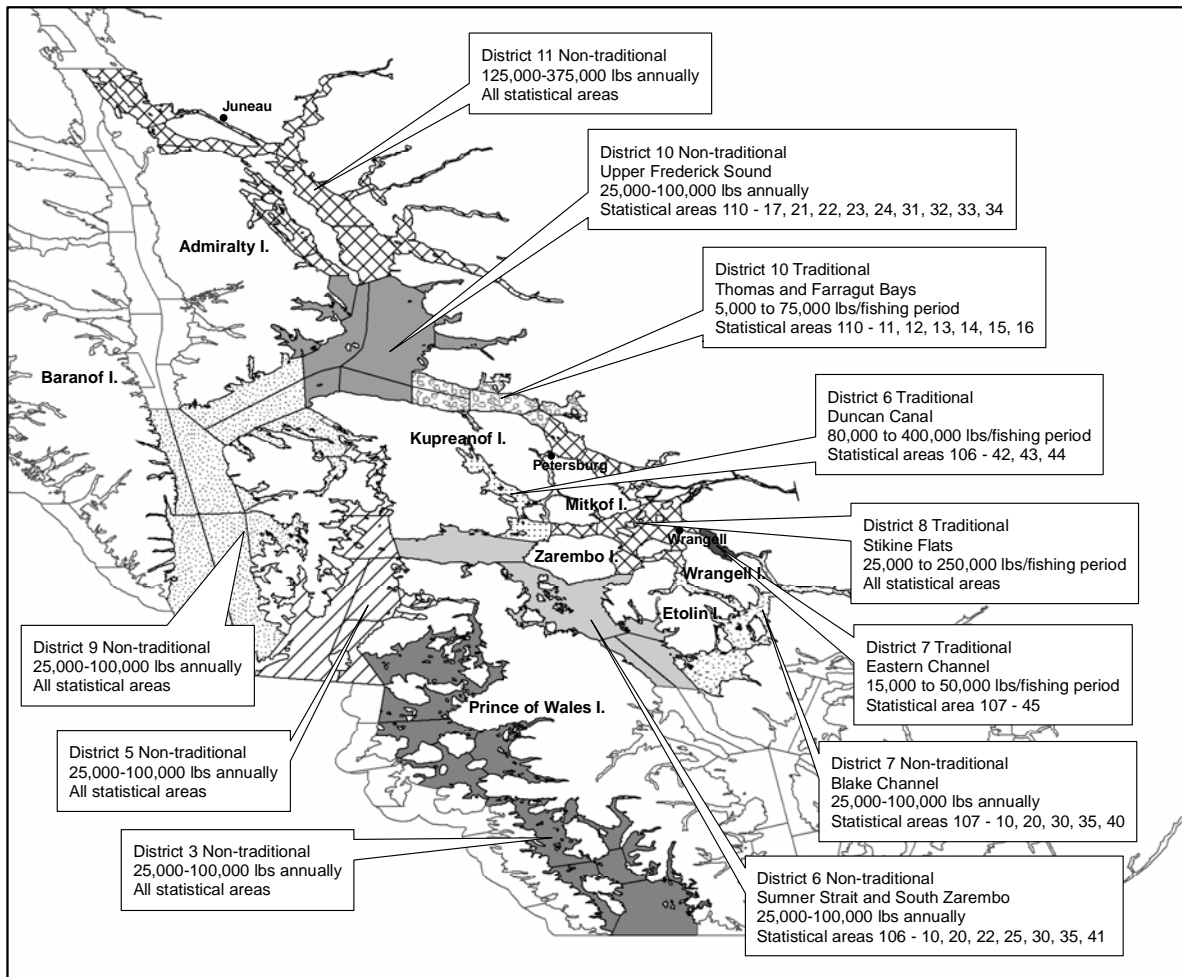 District 11 Non-traditional
125,000-375,000 lbs annually
All statistical areas
Juneau
District 10 Non-traditional
Upper Frederick Sound
25,000-100,000 lbs annually
Statistical areas 110 - 17, 21, 22, 23, 24, 31, 32, 33, 34
Admiralty I.
District 10 Traditional
Thomas and Farragut Bays
5,000 to 75,000 lbs/fishing period
Statistical areas 110 - 11, 12, 13, 14, 15, 16
Baranof I.
District 6 Traditional
Duncan Canal
80,000 to 400,000 lbs/fishing period
Statistical areas 106 - 42, 43, 44
Kupreanof I.
Petersburg
Mitkof I.
District 8 Traditional
Stikine Flats
25,000 to 250,000 lbs/fishing period
All statistical areas
Wrangell
Zarembo I.
Wrangell I.
Etolin I.
District 9 Non-traditional
25,000-100,000 lbs annually
All statistical areas
District 7 Traditional
Eastern Channel
15,000 to 50,000 lbs/fishing period
Statistical area 107 - 45
Prince of Wales I.
District 5 Non-traditional
25,000-100,000 lbs annually
All statistical areas
District 7 Non-traditional
Blake Channel
25,000-100,000 lbs annually
Statistical areas 107 - 10, 20, 30, 35, 40
District 3 Non-traditional
25,000-100,000 lbs annually
All statistical areas
District 6 Non-traditional
Sumner Strait and South Zarembo
25,000-100,000 lbs annually
Statistical areas 106 - 10, 20, 22, 25, 30, 35, 41